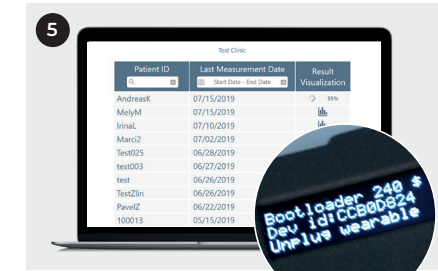 5
Test Clinic
Patient ID Last Measurement Date Result Visualization
Start Date - End Date
AndreasK 07/15/2019 55%
MelyM 07/15/2019
IrinaL 07/10/2019
Marci2 07/02/2019
Test025 06/28/2019
test003 06/27/2019
test 06/26/2019
TestZlin 06/26/2019
PavelZ 06/22/2019
100013 05/15/2019
Bootloader 240 $
Dev id:CCB0D824
Unplug wearable